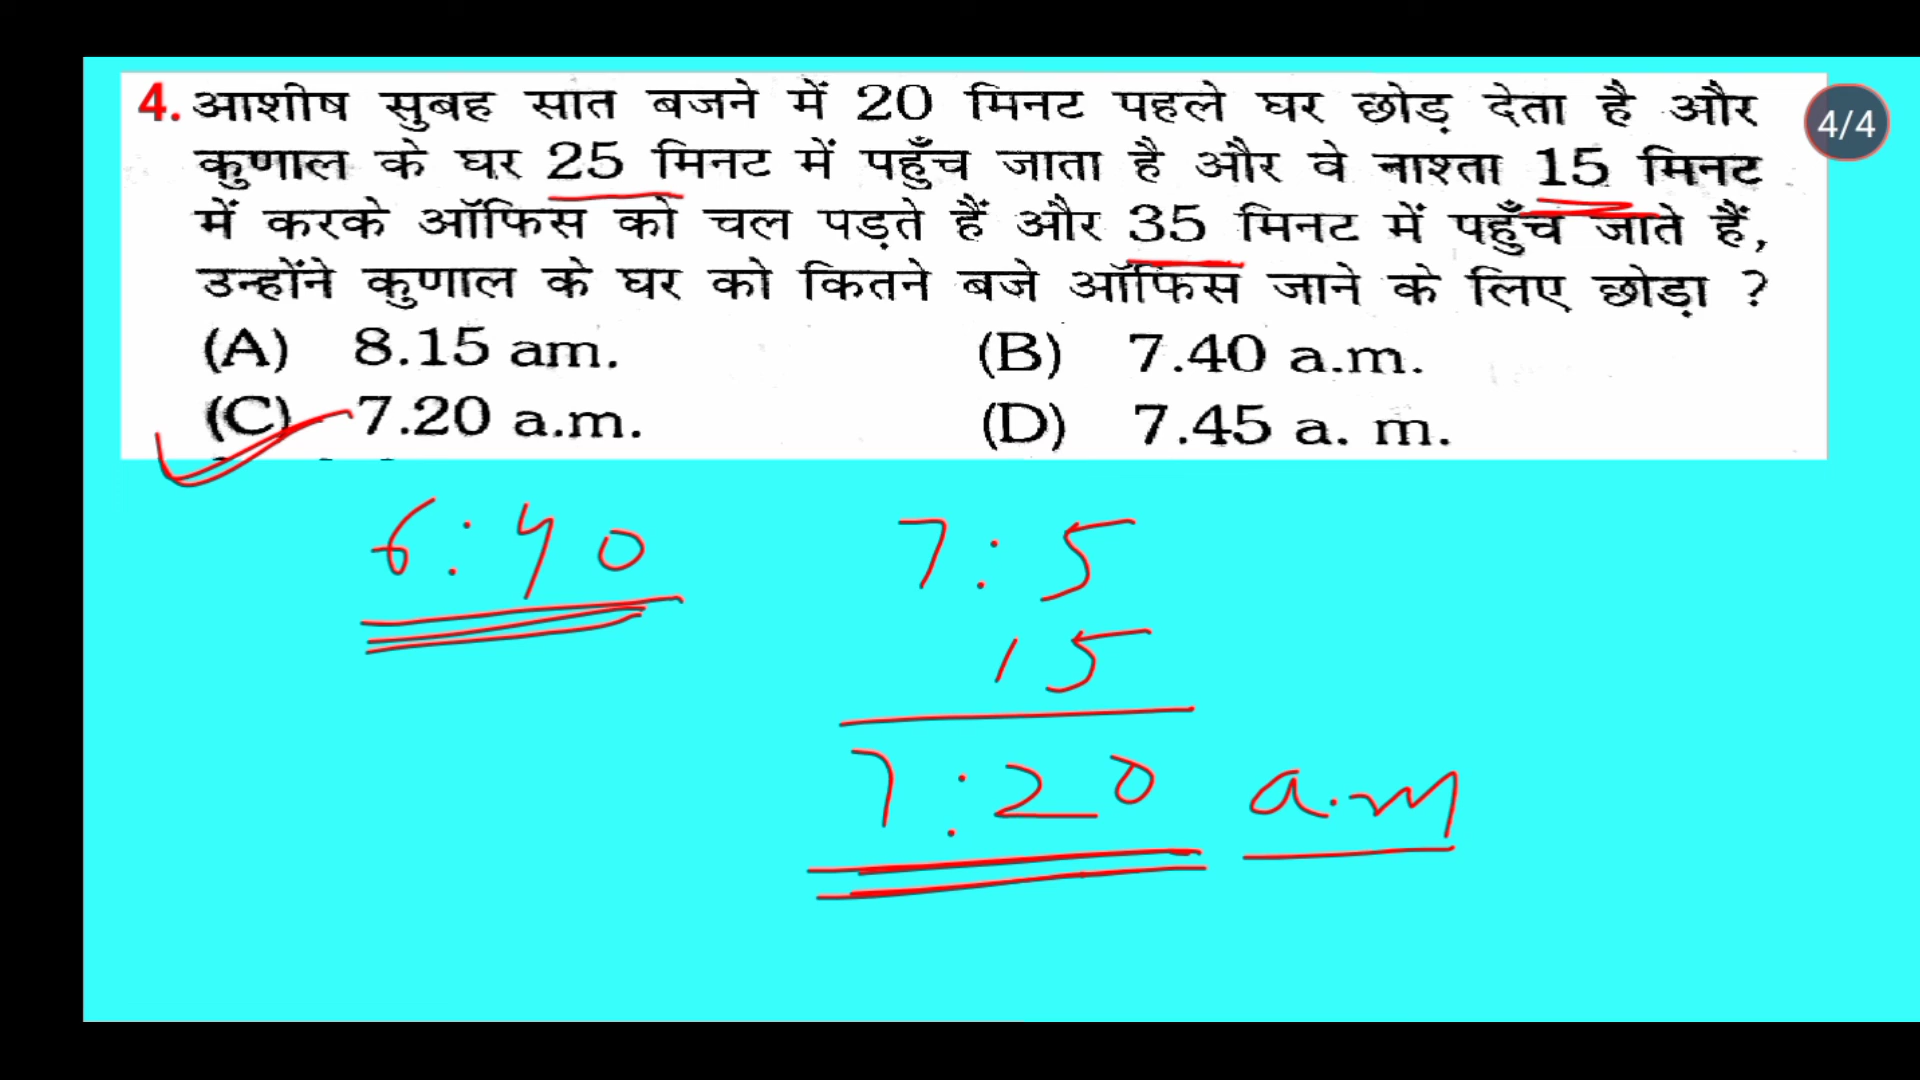 4. आशीष सुबह सात बजने में 20 मिनट पहले घर छोड़ देता है और
कुणाल के घर 25 मिनट में पहुँच जाता है और वे नाश्ता 15 मिनट
में करके ऑफिस को चल पड़ते हैं और 35 मिनट में पहुँच जाते हैं,
उन्होंने कुणाल के घर को कितने बजे ऑफिस जाने के लिए छोड़ा ?
(A) 8.15 am. (B) 7.40 a.m.
(C) 7.20 a.m. (D) 7.45 a. m.
4/4
6:40
7:5
15
7:20 a.m